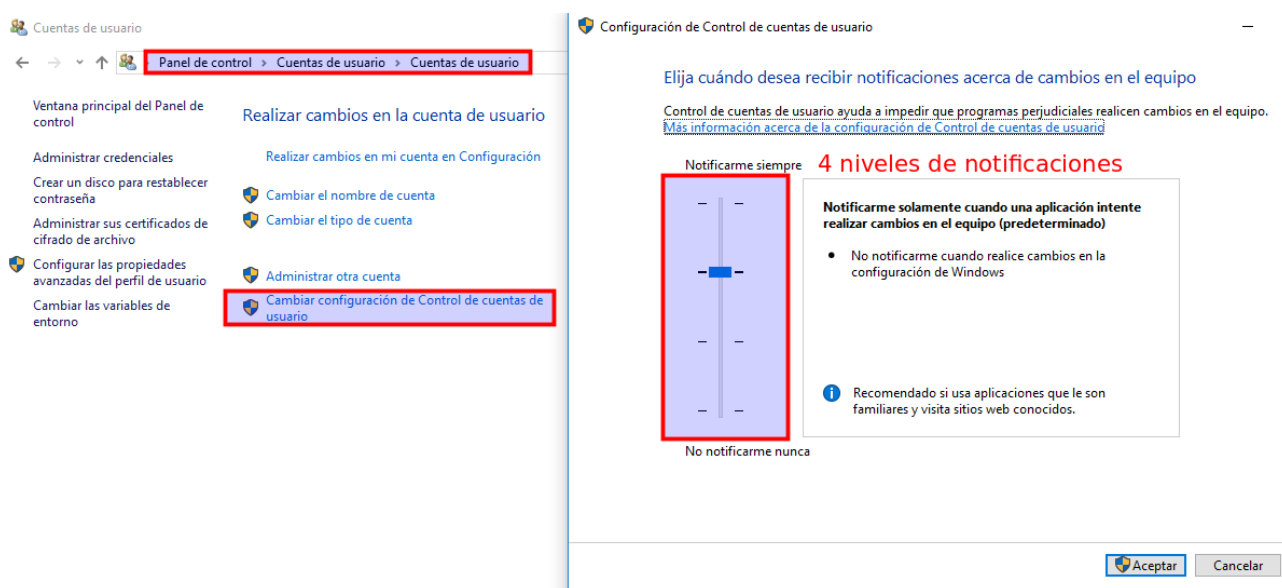 Cuentas de usuario
Panel de control > Cuentas de usuario > Cuentas de usuario
Ventana principal del Panel de
control
Administrar credenciales
Crear un disco para restablecer
contraseña
Administrar sus certificados de
cifrado de archivo
Configurar las propiedades
avanzadas del perfil de usuario
Cambiar las variables de
entorno
Realizar cambios en la cuenta de usuario
Realizar cambios en mi cuenta en Configuración
Cambiar el nombre de cuenta
Cambiar el tipo de cuenta
Administrar otra cuenta
Cambiar configuración de Control de cuentas de
usuario
Configuración de Control de cuentas de usuario
Elija cuándo desea recibir notificaciones acerca de cambios en el equipo
Control de cuentas de usuario ayuda a impedir que programas perjudiciales realicen cambios en el equipo.
Más información acerca de la configuración de Control de cuentas de usuario
Notificarme siempre
4 niveles de notificaciones
Notificarme solamente cuando una aplicación intente
realizar cambios en el equipo (predeterminado)
• No notificarme cuando realice cambios en la
configuración de Windows
Recomendado si usa aplicaciones que le son
familiares y visita sitios web conocidos.
No notificarme nunca
Aceptar
Cancelar